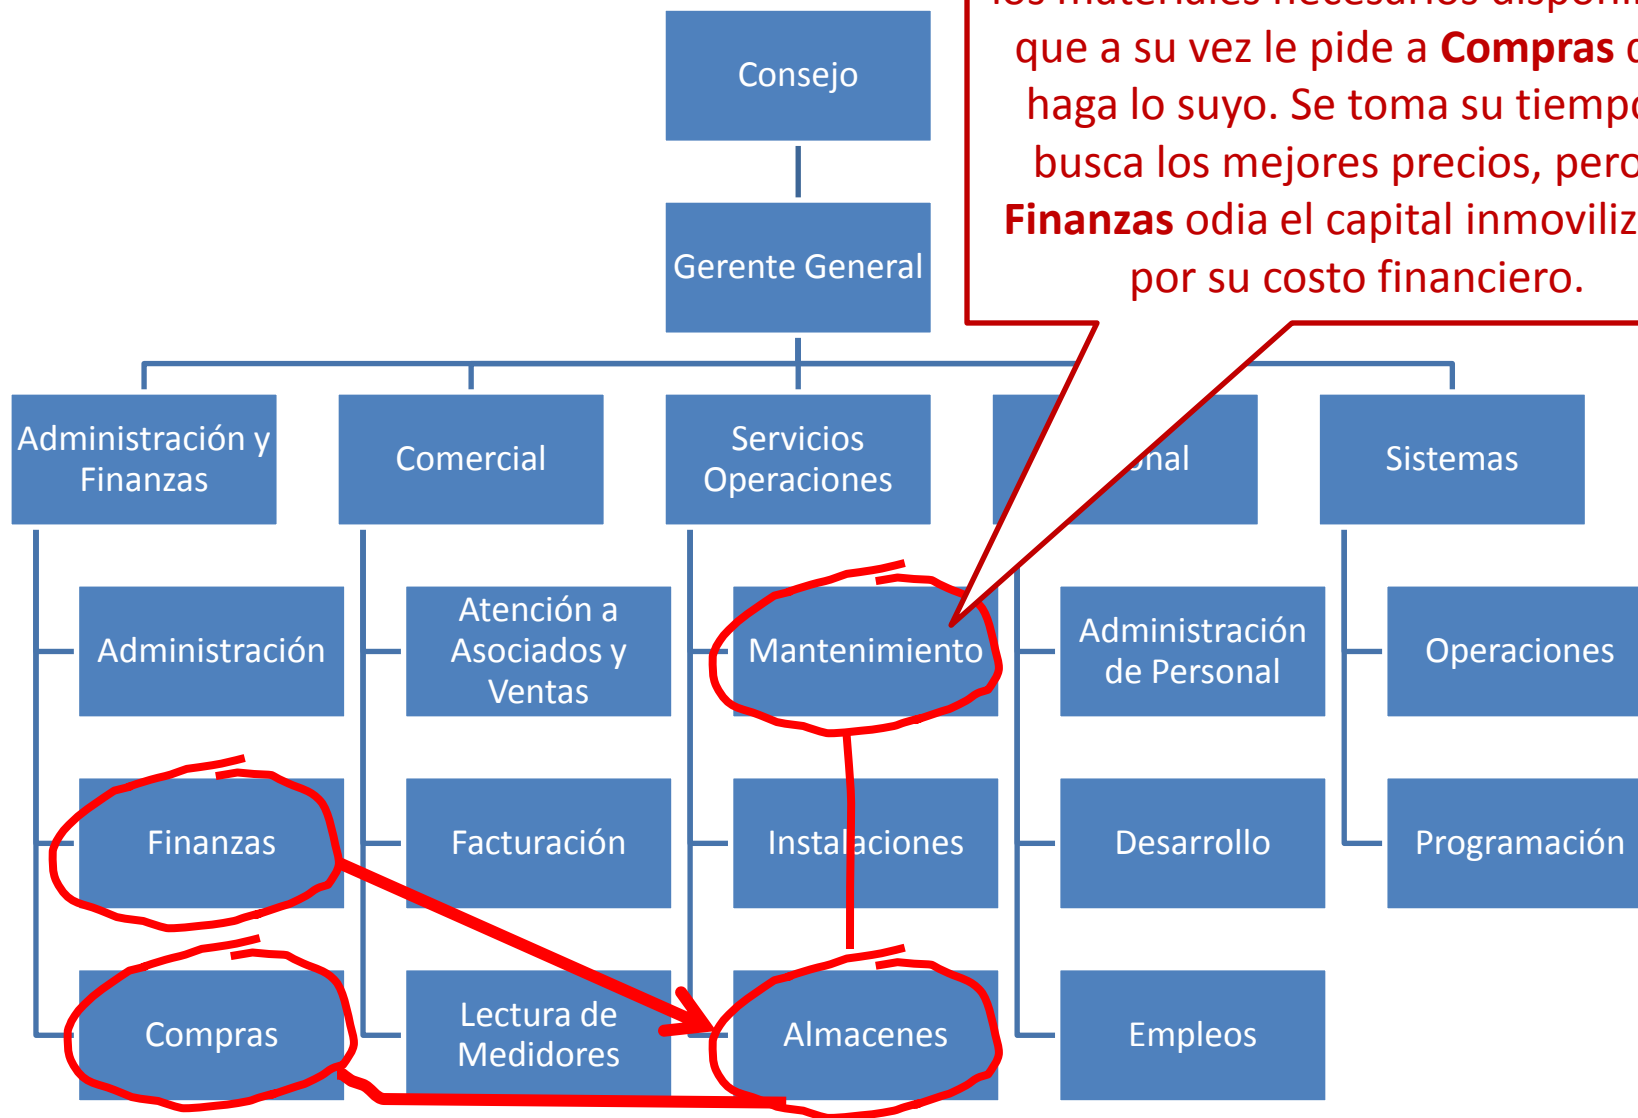 que a su vez le pide a Compras
haga lo suyo. Se toma su tiempo
busca los mejores precios, pero
Finanzas odia el capital
por su costo financiero.
Consejo
Gerente General
Administración y
Finanzas
Comercial
Servicios
Operaciones
Sistemas
Administración
Atención a
Asociados y
Ventas
Mantenimiento
Administración
de Personal
Operaciones
Finanzas
Facturación
Instalaciones
Desarrollo
Programación
Compras
Lectura de
Medidores
Almacenes
Empleos